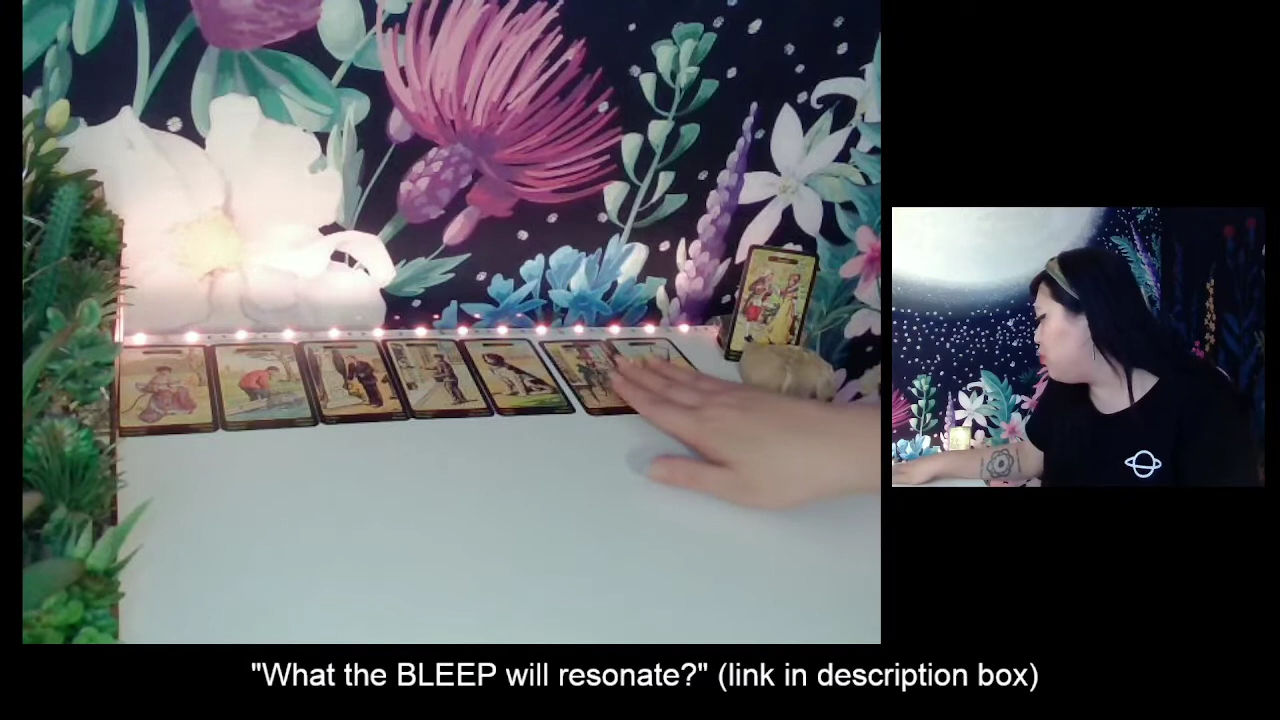 "What the BLEEP will resonate?" (link in description box)